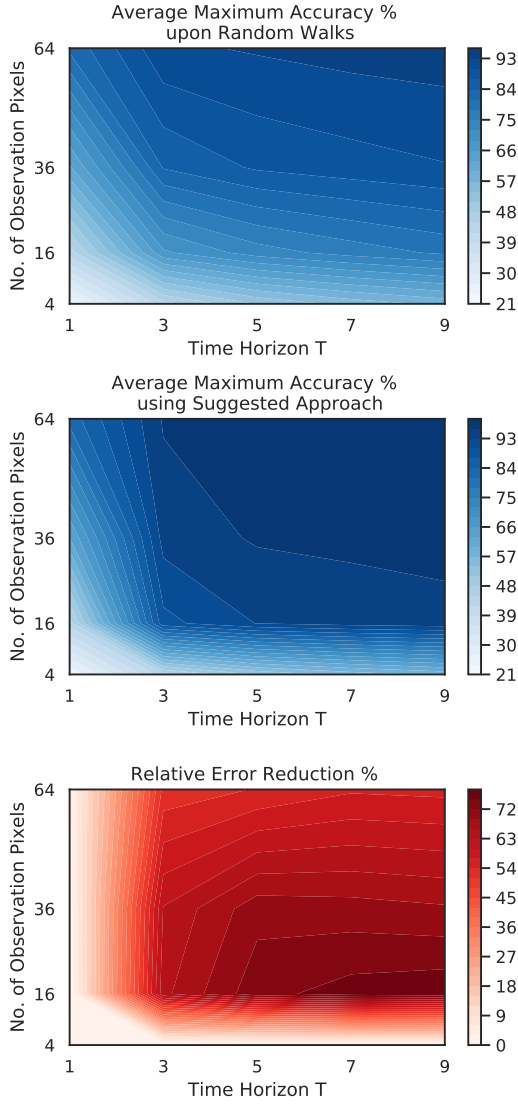 Average Maximum Accuracy %
upon Random Walks
No. of Observation Pixels
64
36
16
4
1 3 5 7 9
Time Horizon T
93
84
75
66
57
48
39
30
21
Average Maximum Accuracy %
using Suggested Approach
No. of Observation Pixels
64
36
16
4
1 3 5 7 9
Time Horizon T
93
84
75
66
57
48
39
30
21
Relative Error Reduction %
No. of Observation Pixels
64
36
16
4
1 3 5 7 9
Time Horizon T
72
63
54
45
36
27
18
9
0